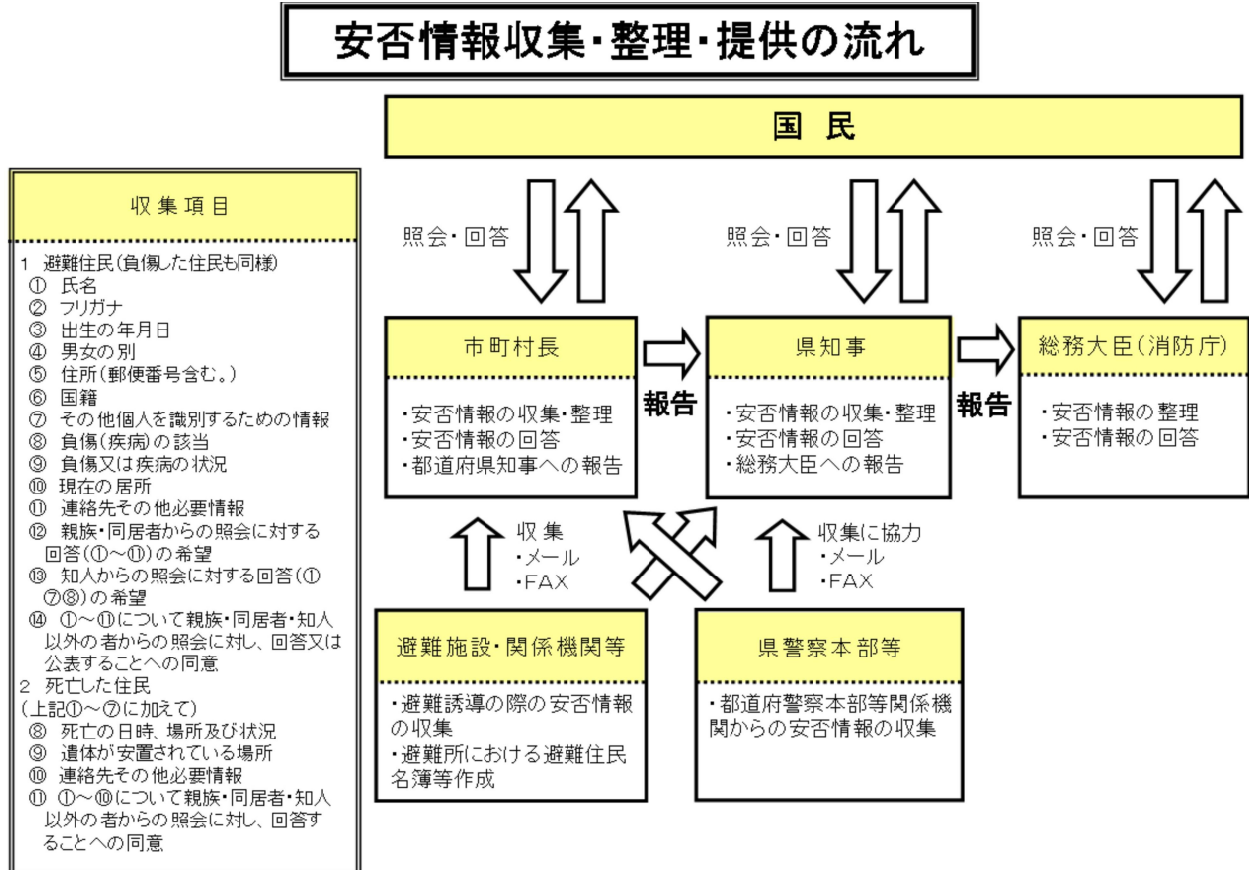 安否情報収集・整理・提供の流れ
国民
収集項目
1 避難住民(負傷した住民も同様)
① 氏名
② フリガナ
③ 出生の年月日
④ 男女の別
⑤ 住所(郵便番号含む。)
⑥ 国籍
⑦ その他個人を識別するための情報
⑧ 負傷(疾病)の該当
⑨ 負傷又は疾病の状況
⑩ 現在の居所
⑪ 連絡先その他必要情報
⑫ 親族・同居者からの照会に対する
回答(①～⑪)の希望
⑬ 知人からの照会に対する回答(①
⑦⑧)の希望
⑭ ①～⑪について親族・同居者・知人
以外の者からの照会に対し、回答又は
公表することへの同意
2 死亡した住民
(上記①～⑦に加えて)
⑧ 死亡の日時、場所及び状況
⑨ 遺体が安置されている場所
⑩ 連絡先その他必要情報
⑪ ①～⑩について親族・同居者・知人
以外の者からの照会に対し、回答す
ることへの同意
照会・回答
照会・回答
照会・回答
市町村長
・安否情報の収集・整理
・安否情報の回答
・都道府県知事への報告
報告
県知事
・安否情報の収集・整理
・安否情報の回答
・総務大臣への報告
報告
総務大臣(消防庁)
・安否情報の整理
・安否情報の回答
収集
・メール
・FAX
収集に協力
・メール
・FAX
避難施設・関係機関等
・避難誘導の際の安否情報
の収集
・避難所における避難住民
名簿等作成
県警察本部等
・都道府警察本部等関係機
関からの安否情報の収集